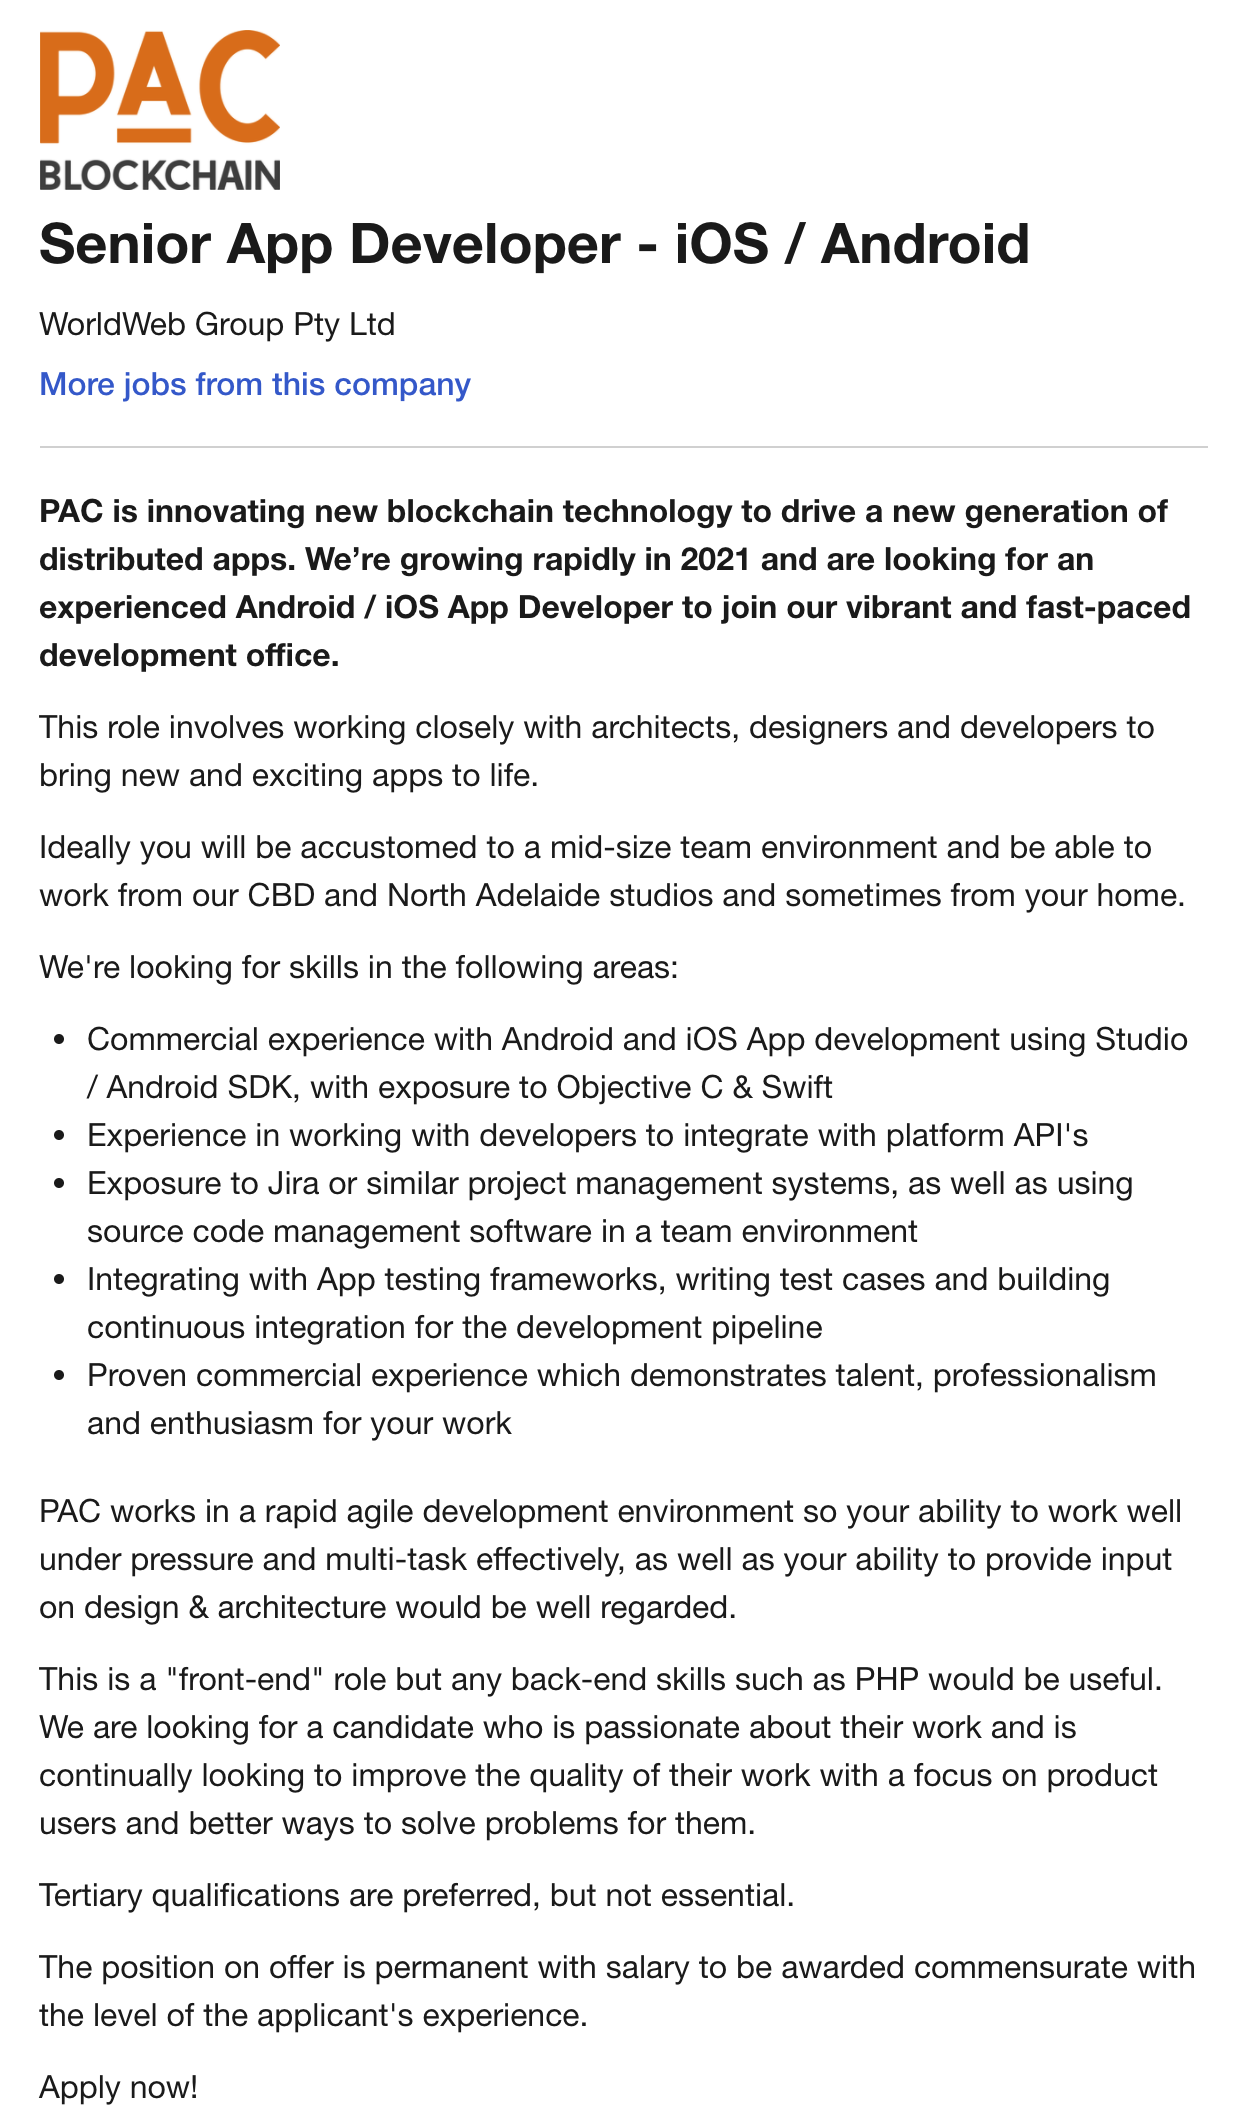 PAC
BLOCKCHAIN
Senior App Developer - iOS / Android
WorldWeb Group Pty Ltd
More jobs from this company
PAC is innovating new blockchain technology to drive a new generation of
distributed apps. We’re growing rapidly in 2021 and are looking for an
experienced Android / iOS App Developer to join our vibrant and fast-paced
development office.
This role involves working closely with architects, designers and developers to
bring new and exciting apps to life.
Ideally you will be accustomed to a mid-size team environment and be able to
work from our CBD and North Adelaide studios and sometimes from your home.
We're looking for skills in the following areas:
• Commercial experience with Android and iOS App development using Studio
/ Android SDK, with exposure to Objective C & Swift
• Experience in working with developers to integrate with platform API's
• Exposure to Jira or similar project management systems, as well as using
source code management software in a team environment
• Integrating with App testing frameworks, writing test cases and building
continuous integration for the development pipeline
• Proven commercial experience which demonstrates talent, professionalism
and enthusiasm for your work
PAC works in a rapid agile development environment so your ability to work well
under pressure and multi-task effectively, as well as your ability to provide input
on design & architecture would be well regarded.
This is a "front-end" role but any back-end skills such as PHP would be useful.
We are looking for a candidate who is passionate about their work and is
continually looking to improve the quality of their work with a focus on product
users and better ways to solve problems for them.
Tertiary qualifications are preferred, but not essential.
The position on offer is permanent with salary to be awarded commensurate with
the level of the applicant's experience.
Apply now!